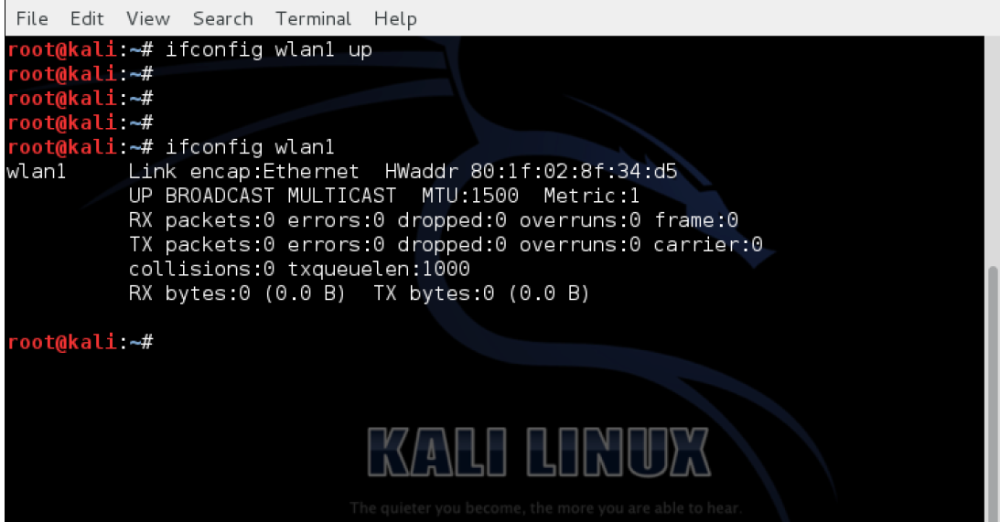 File Edit View Search Terminal Help
root@kali:~# ifconfig wlan1 up
root@kali:~#
root@kali:~#
root@kali:~#
root@kali:~# ifconfig wlan1
wlan1 Link encap:Ethernet HWaddr 80:1f:02:8f:34:d5
UP BROADCAST MULTICAST MTU:1500 Metric:1
RX packets:0 errors:0 dropped:0 overruns:0 frame:0
TX packets:0 errors:0 dropped:0 overruns:0 carrier:0
collisions:0 txqueuelen:1000
RX bytes:0 (0.0 B) TX bytes:0 (0.0 B)
root@kali:~#
KALI LINUX
The quieter you become, the more you are able to hear.